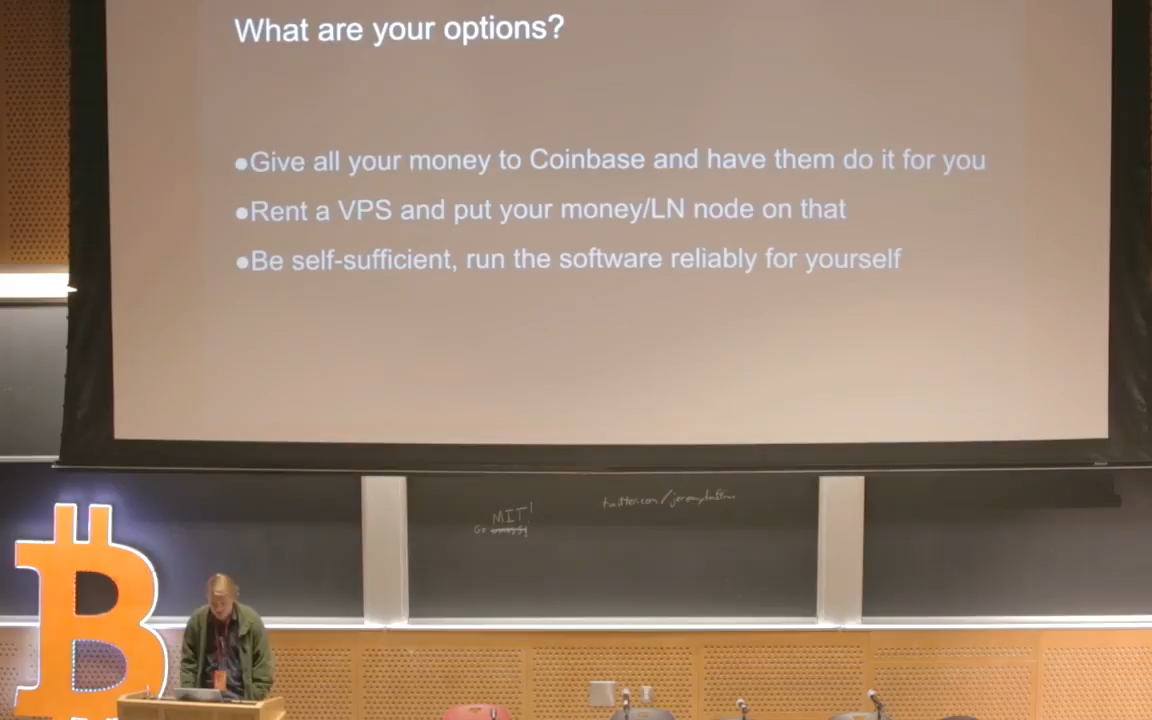 What are your options?
●Give all your money to Coinbase and have them do it for you
●Rent a VPS and put your money/LN node on that
●Be self-sufficient, run the software reliably for yourself
MIT!
Go